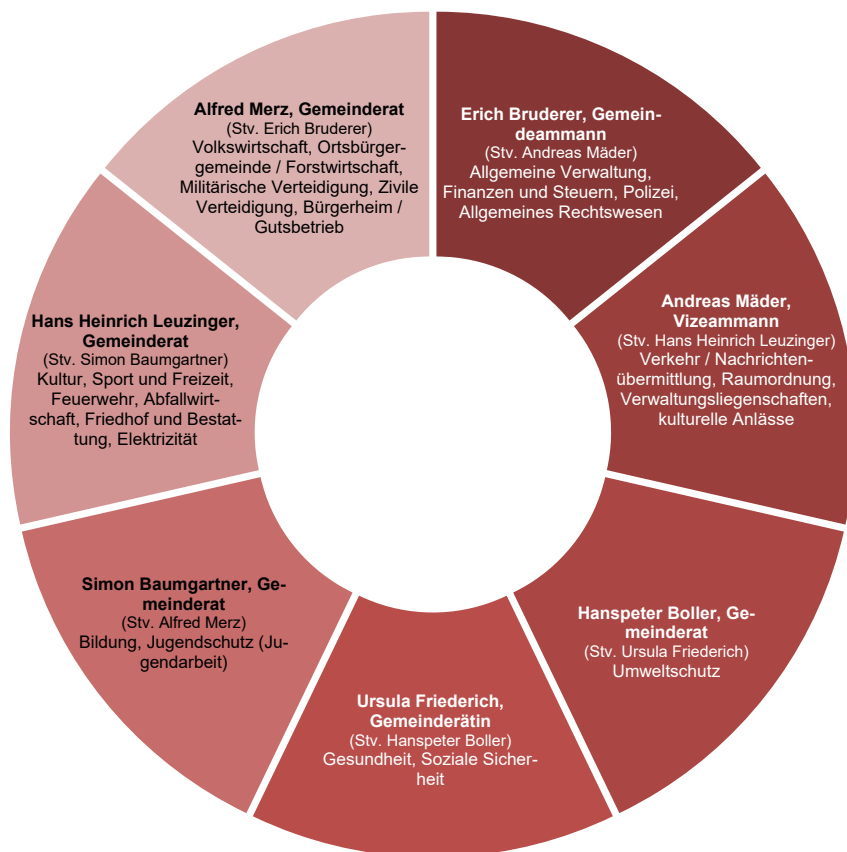 Alfred Merz, Gemeinderat
(Stv. Erich Bruderer)
Volkswirtschaft, Ortsbürger-
gemeinde / Forstwirtschaft,
Militärische Verteidigung, Zivile
Verteidigung, Bürgerheim /
Gutsbetrieb
Erich Bruderer, Gemein-
deammann
(Stv. Andreas Mäder)
Allgemeine Verwaltung,
Finanzen und Steuern, Polizei,
Allgemeines Rechtswesen
Andreas Mäder,
Vizeammann
(Stv. Hans Heinrich Leuzinger)
Verkehr / Nachrichten-
übermittlung, Raumordnung,
Verwaltungsliegenschaften,
kulturelle Anlässe
Hans Heinrich Leuzinger,
Gemeinderat
(Stv. Simon Baumgartner)
Kultur, Sport und Freizeit,
Feuerwehr, Abfallwirt-
schaft, Friedhof und Bestat-
tung, Elektrizität
Simon Baumgartner, Ge-
meinderat
(Stv. Alfred Merz)
Bildung, Jugendschutz (Ju-
gendarbeit)
Hanspeter Boller, Ge-
meinderat
(Stv. Ursula Friederich)
Umweltschutz
Ursula Friederich,
Gemeinderätin
(Stv. Hanspeter Boller)
Gesundheit, Soziale Sicher-
heit